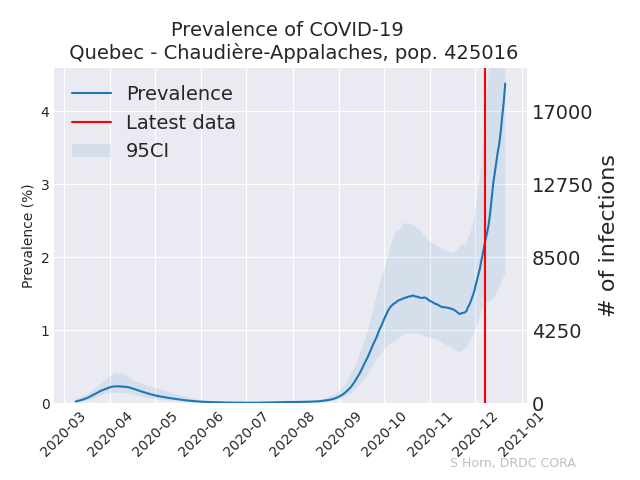 Prevalence of COVID-19
Quebec - Chaudière-Appalaches, pop. 425016
Prevalence
Latest data
95CI
Prevalence (%)
4
3
2
1
0
17000
12750
8500
4250
0
# of infections
2020-03
2020-04
2020-05
2020-06
2020-07
2020-08
2020-09
2020-10
2020-11
2020-12
2021-01
S Horn, DRDC CORA